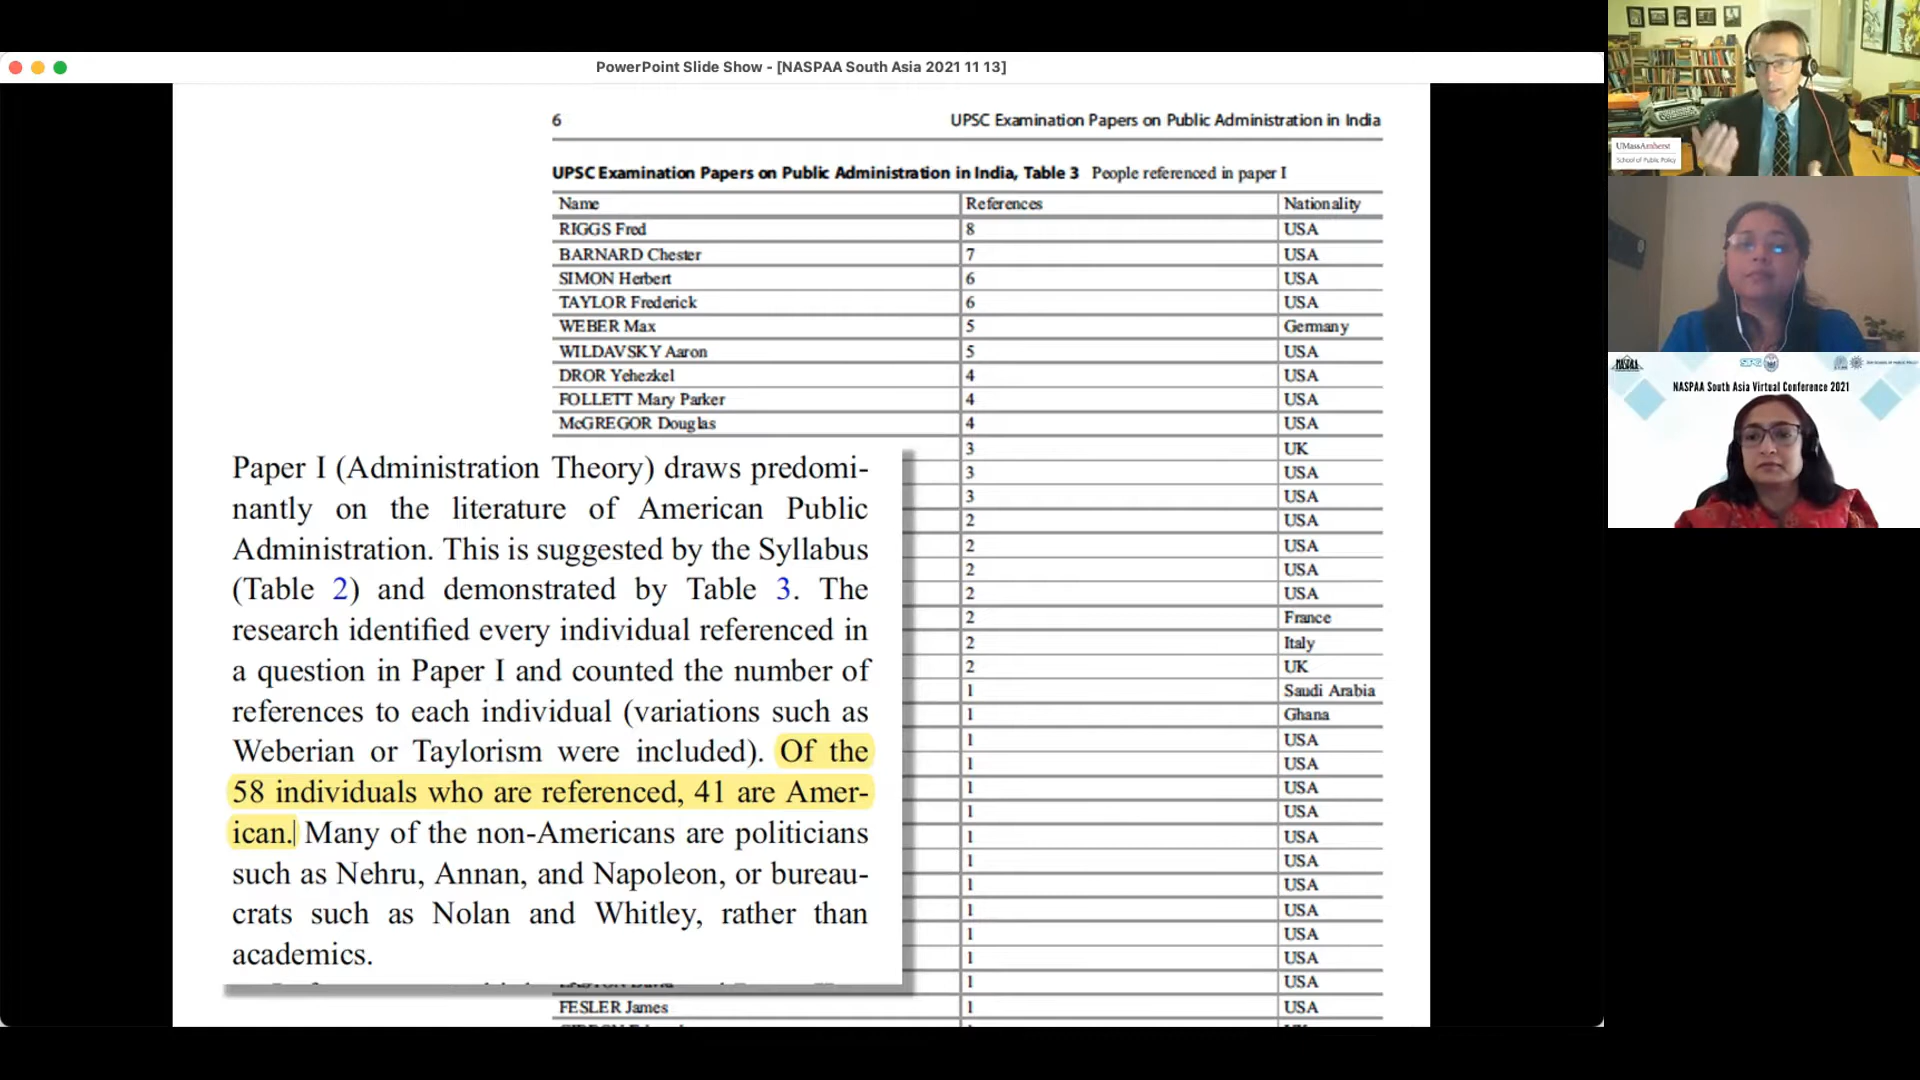 PowerPoint Slide Show - [NASPAA South Asia 2021 11 13]
6 UPSC Examination Papers on Public Administration in India
UPSC Examination Papers on Public Administration in India, Table 3 People referenced in paper I
Name References Nationality
RIGGS Fred 8 USA
BARNARD Chester 7 USA
SIMON Herbert 6 USA
TAYLOR Frederick 6 USA
WEBER Max 5 Germany
WILDAVSKY Aaron 5 USA
DROR Yehezkel 4 USA
FOLLETT Mary Parker 4 USA
McGREGOR Douglas 4 USA
3 UK
3 USA
3 USA
2 USA
2 USA
2 USA
2 USA
2 France
2 Italy
2 UK
1 Saudi Arabia
1 Ghana
1 USA
1 USA
1 USA
1 USA
1 USA
1 USA
1 USA
1 USA
1 USA
1 USA
1 USA
FESLER James 1 USA
Paper I (Administration Theory) draws predomi-
nantly on the literature of American Public
Administration. This is suggested by the Syllabus
(Table 2) and demonstrated by Table 3. The
research identified every individual referenced in
a question in Paper I and counted the number of
references to each individual (variations such as
Weberian or Taylorism were included). Of the
58 individuals who are referenced, 41 are Amer-
ican. Many of the non-Americans are politicians
such as Nehru, Annan, and Napoleon, or bureau-
crats such as Nolan and Whitley, rather than
academics.
UMassAmherst
School of Public Policy
NASPAA
NASPAA South Asia Virtual Conference 2021